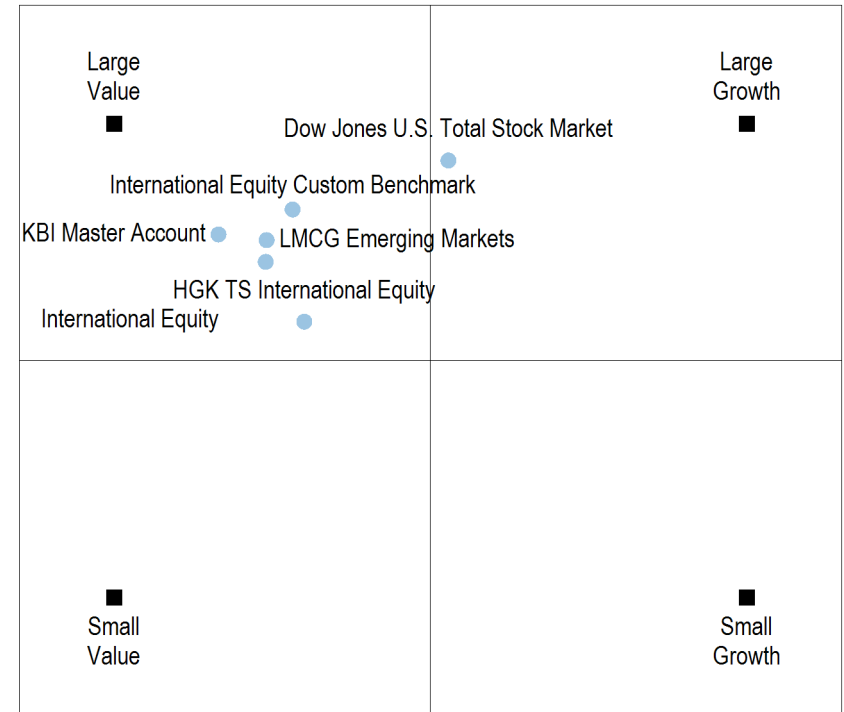 Large
Value
Large
Growth
Dow Jones U.S. Total Stock Market
International Equity Custom Benchmark
KBI Master Account
LMCG Emerging Markets
HGK TS International Equity
International Equity
Small
Value
Small
Growth